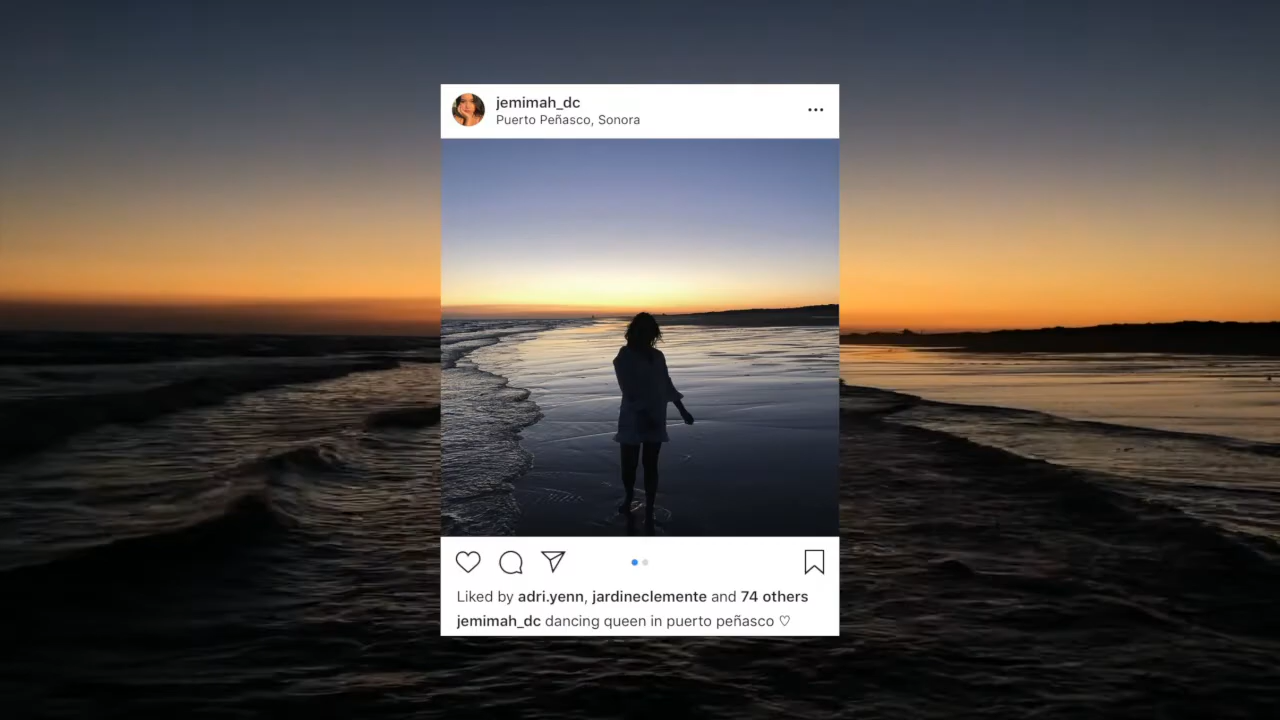 jemimah_dc
Puerto Peñasco, Sonora
Liked by adri.yenn, jardineclemente and 74 others
jemimah_dc dancing queen in puerto peñasco ♡